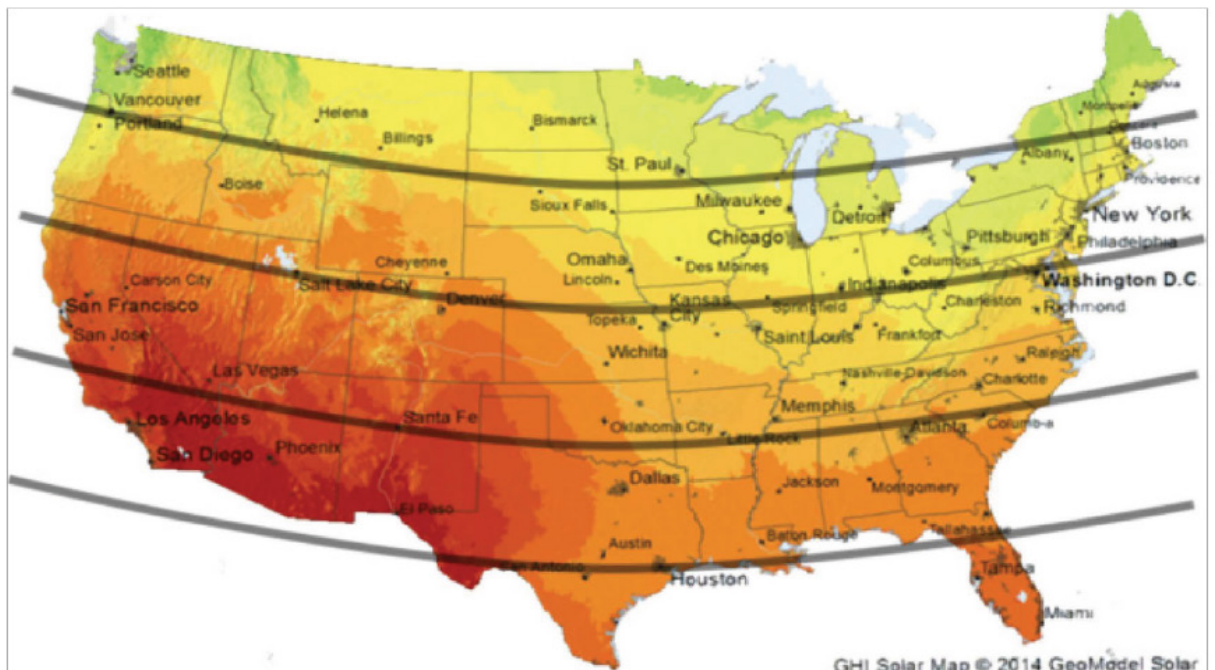 Seattle
Vancouver
Portland
Helena
Billings
Bismarck
St. Paul
Augusta
Albany
Boston
Providence
Boise
Sioux Falls
Milwaukee
Detroit
New York
Chicago
Pittsburgh
Philadelphia
Cheyenne
Omaha
Lincoln
Des Moines
Columbus
Carson City
Salt Lake City
Denver
Indianapolis
Washington D.C.
San Francisco
Kansas
City
Springfield
Charleston
Richmond
San Jose
Topeka
Saint Louis
Frankfort
Wichita
Raleigh
Las Vegas
Nashville-Davidson
Charlotte
Los Angeles
Santa Fe
Memphis
Oklahoma City
Little Rock
Atlanta
San Diego
Phoenix
Dallas
Jackson
Montgomery
El Paso
Austin
Baton Rouge
Tallahassee
San Antonio
Houston
Tampa
Miami
GHI Solar Map © 2014 GeoModel Solar